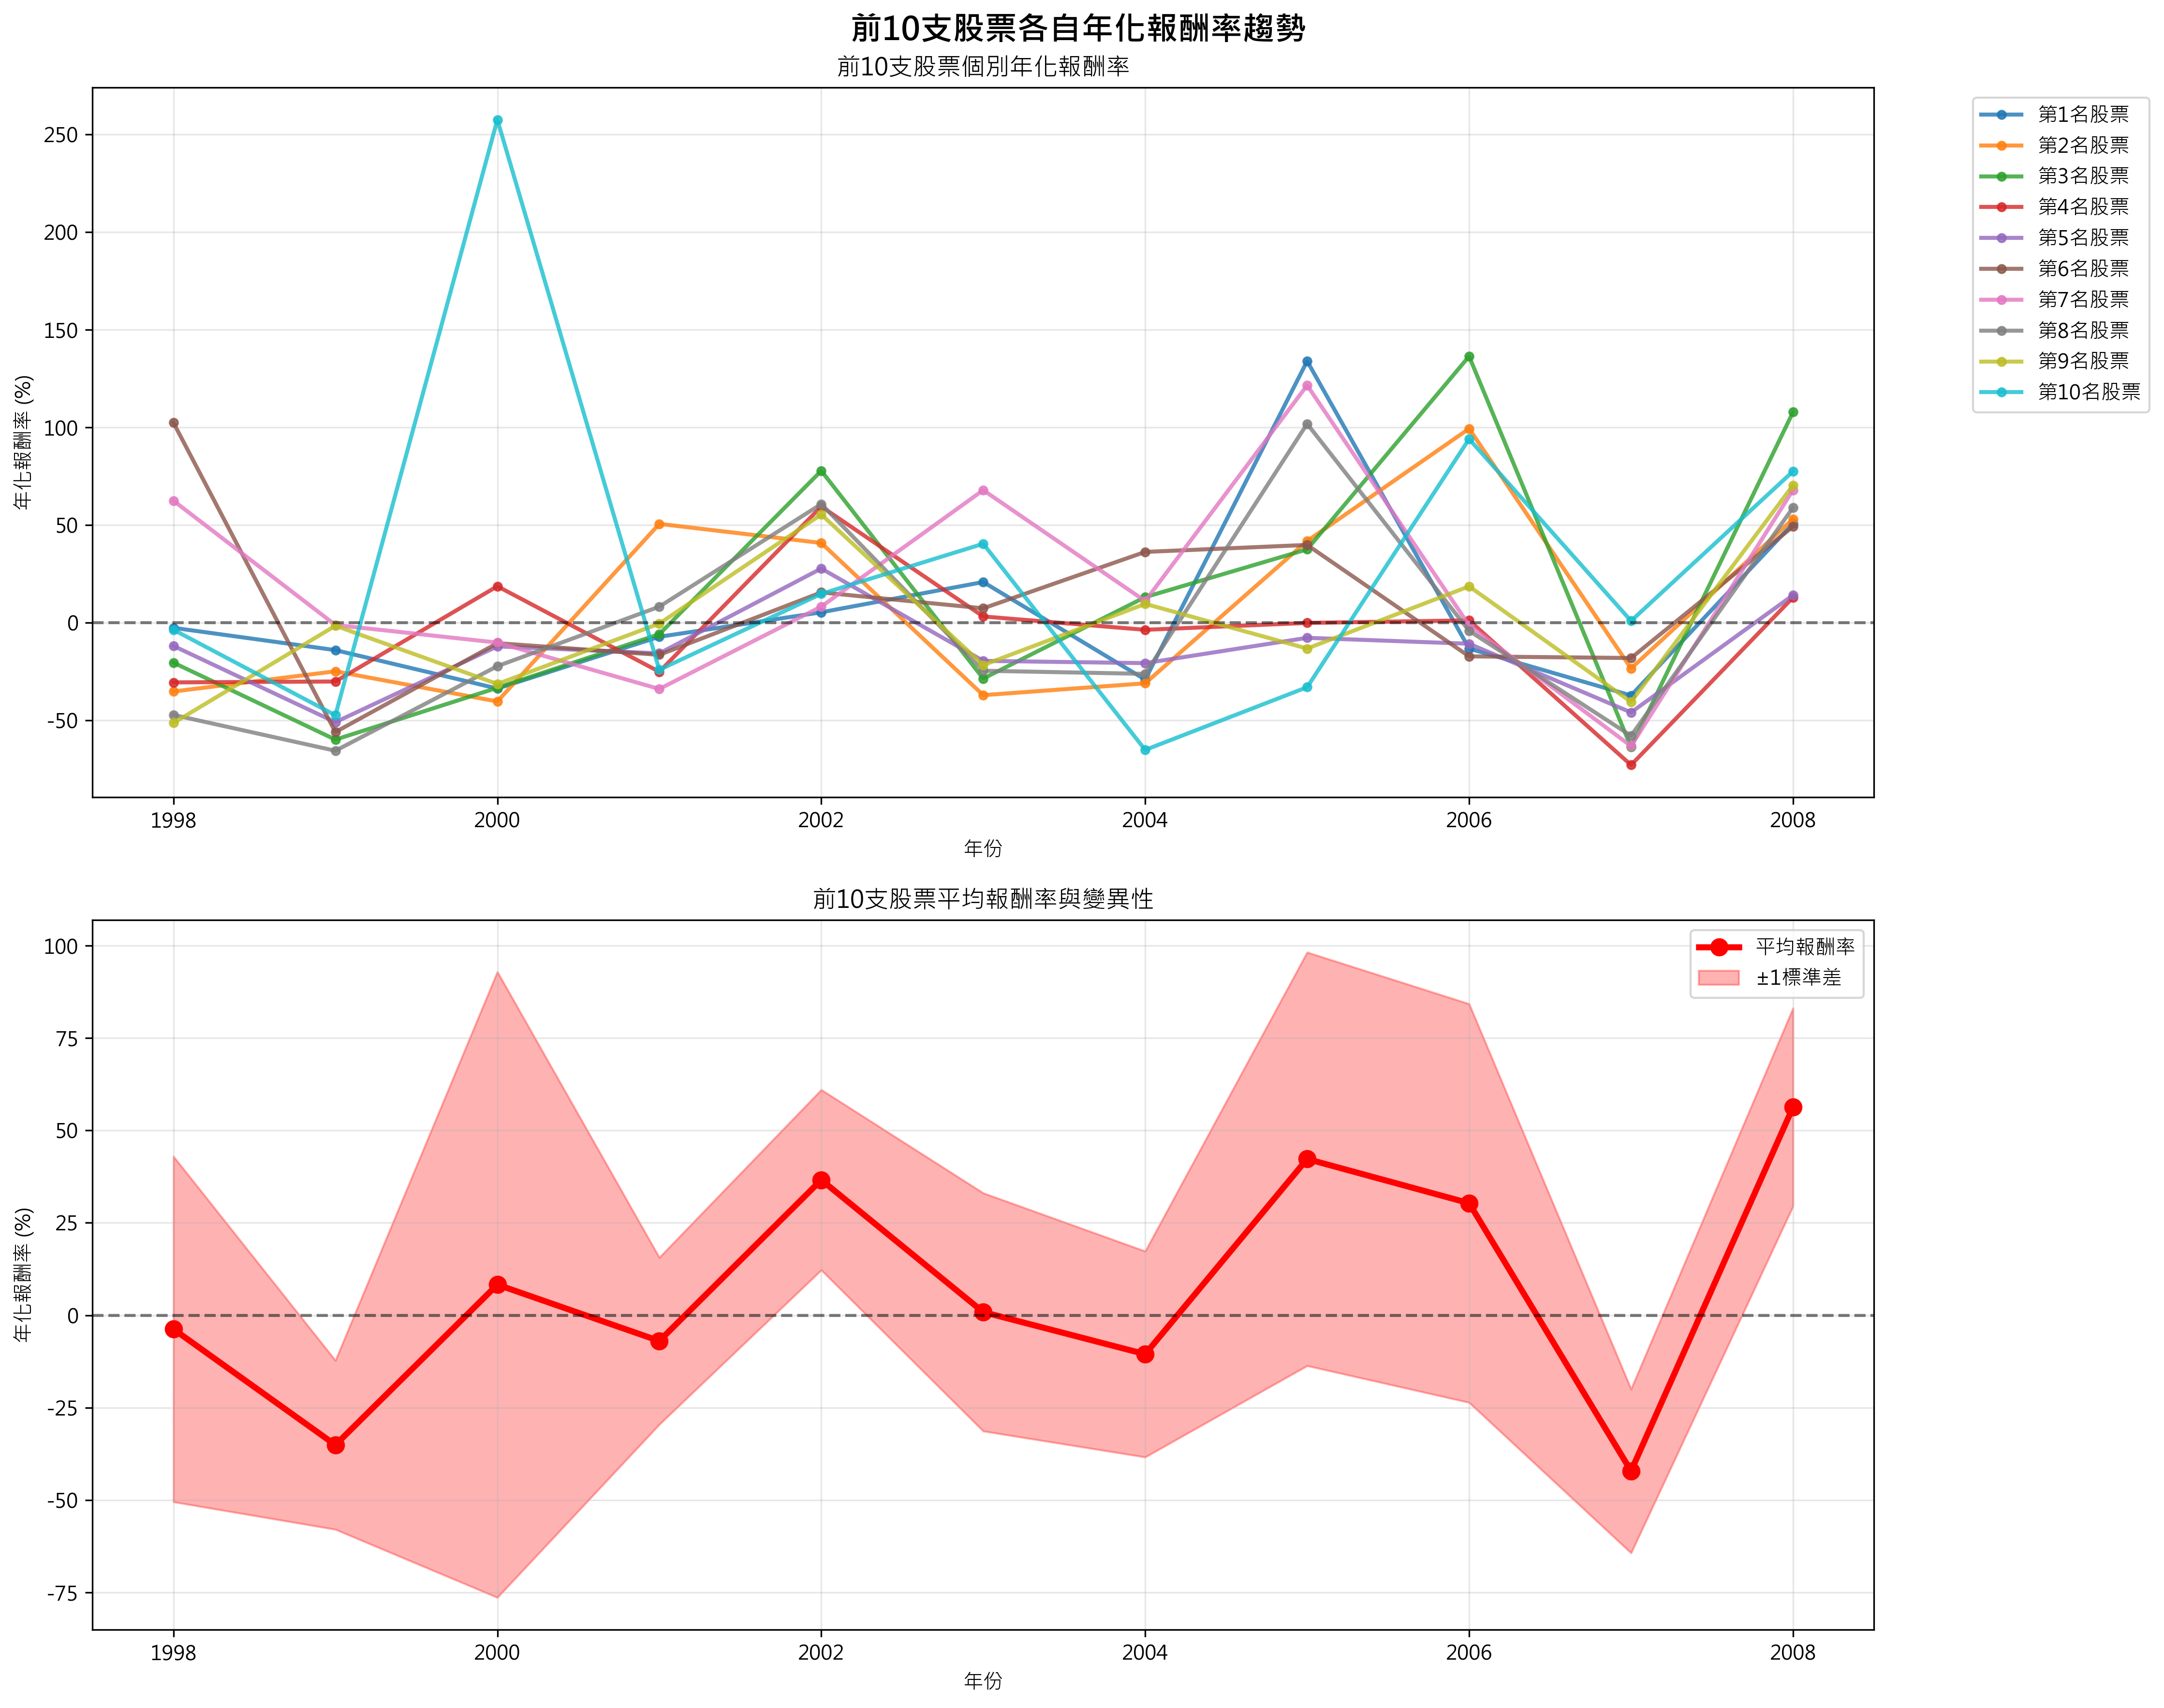 前10支股票各自年化報酬率趨勢
前10支股票個別年化報酬率
年化報酬率 (%)
250
200
150
100
50
0
-50
1998
2000
2002
2004
2006
2008
年份
第1名股票
第2名股票
第3名股票
第4名股票
第5名股票
第6名股票
第7名股票
第8名股票
第9名股票
第10名股票
前10支股票平均報酬率與變異性
年化報酬率 (%)
100
75
50
25
0
-25
-50
-75
1998
2000
2002
2004
2006
2008
年份
平均報酬率
±1標準差